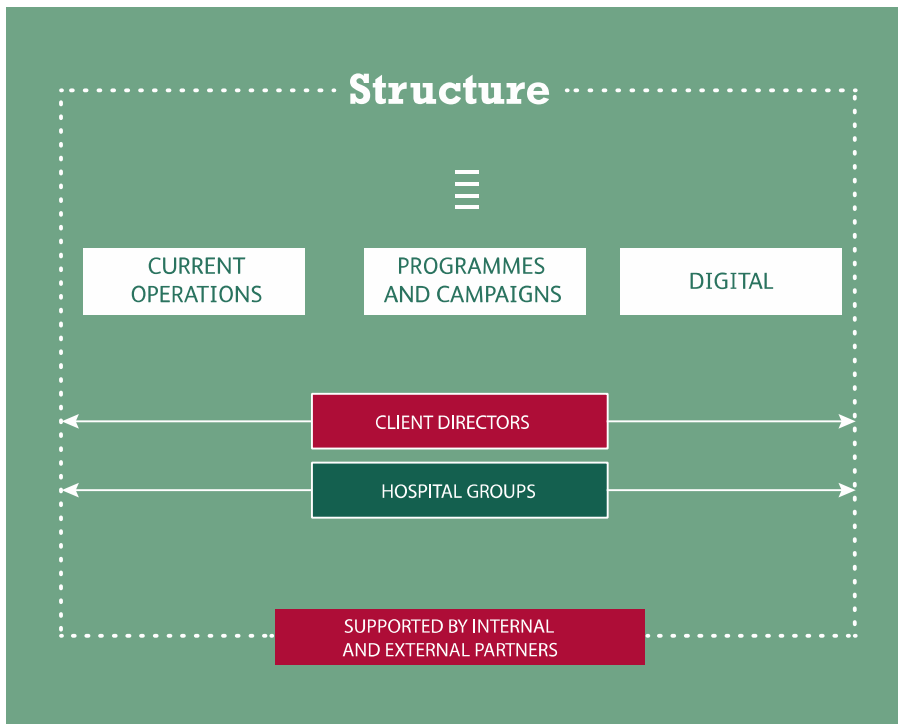 Structure
CURRENT
OPERATIONS
PROGRAMMES
AND CAMPAIGNS
DIGITAL
CLIENT DIRECTORS
HOSPITAL GROUPS
SUPPORTED BY INTERNAL
AND EXTERNAL PARTNERS